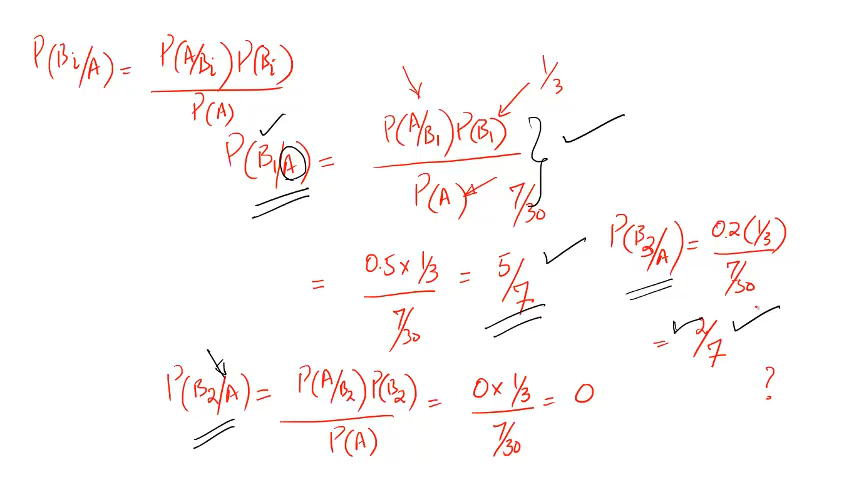 P(Bi/A) = P(A/Bi)P(Bi) / P(A)
1/3
P(B1/A) = P(A/B1)P(B1) / P(A) 7/30
= 0.5 x 1/3 / 7/30 = 5/7
P(B3/A) = 0.2(1/3) / 7/30
= 2/7
P(B2/A) = P(A/B2)P(B2) / P(A) = 0 x 1/3 / 7/30 = 0
?